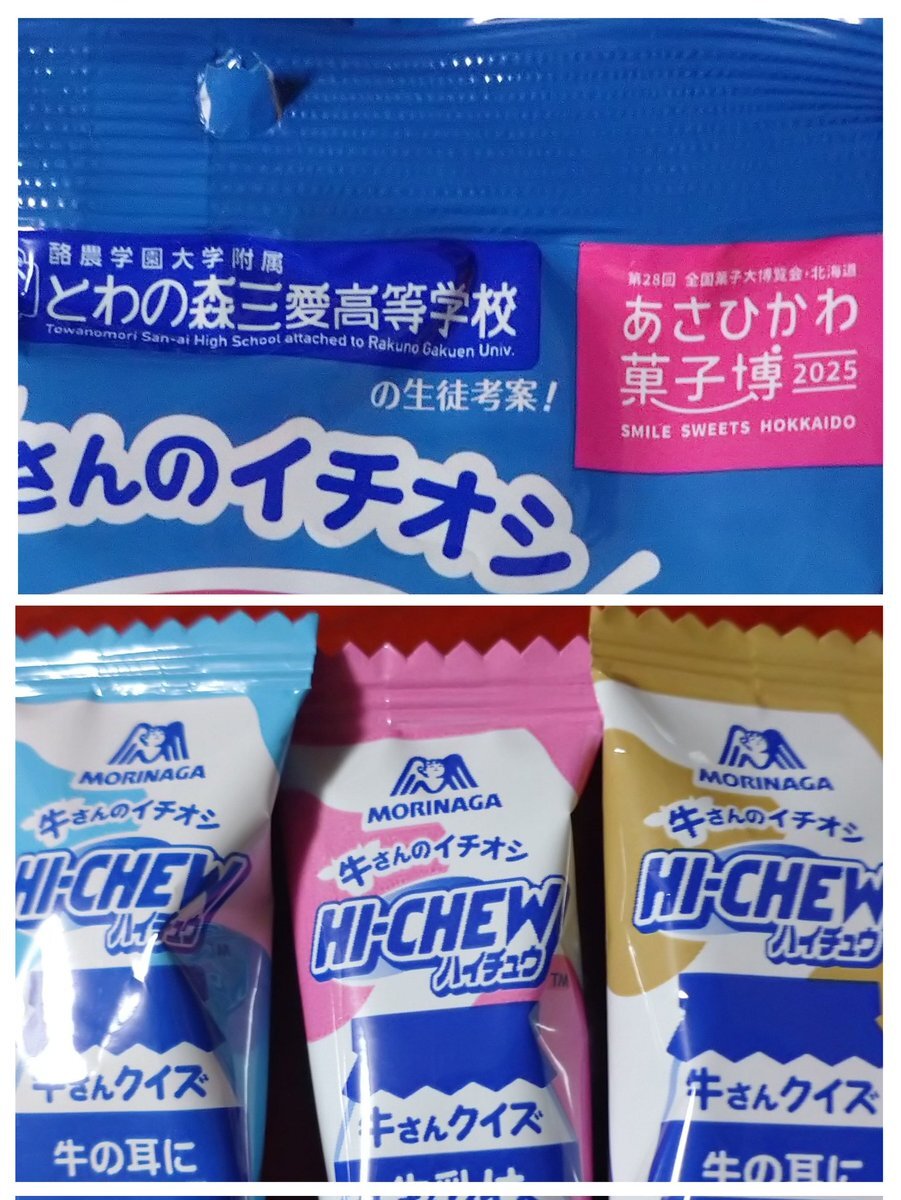 酪農学園大学附属
とわの森三愛高等学校
Towanomori San-ai High School attached to Rakuno Gakuen Univ.
の生徒考案!
第28回 全国菓子大博覧会・北海道
あさひかわ
菓子博 2025
SMILE SWEETS HOKKAIDO
さんのイチオシ
MORINAGA
牛さんのイチオシ
HI-CHEW
ハイチュウ
牛さんクイズ
牛の耳に
MORINAGA
牛さんのイチオシ
HI-CHEW
ハイチュウ
TM
牛さんクイズ
牛乳は
MORINAGA
牛さんのイチオシ
HI-CHEW
ハイチュウ
牛さんクイズ
牛の耳に